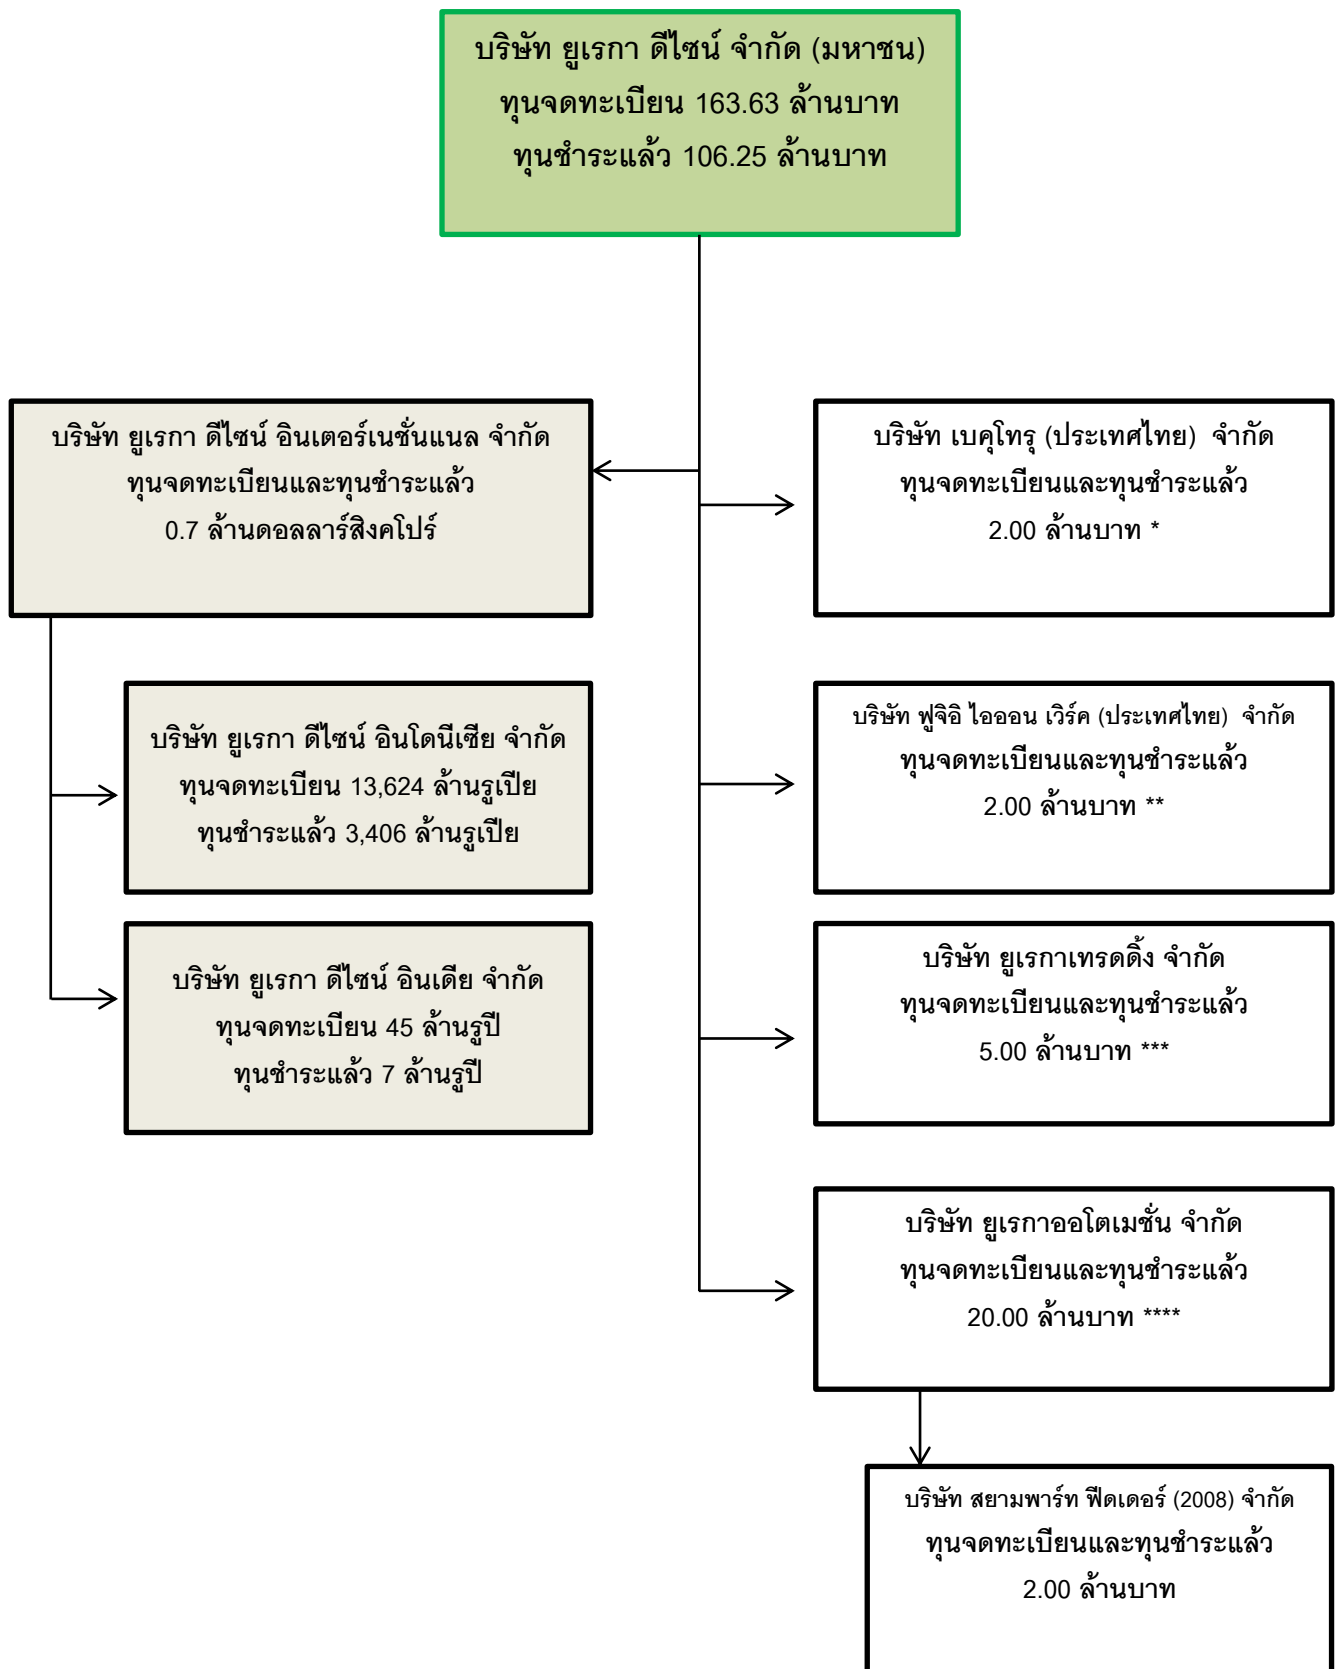 บริษัท ยูเรกา ดีไซน์ จำกัด (มหาชน)
ทุนจดทะเบียน 163.63 ล้านบาท
ทุนชำระแล้ว 106.25 ล้านบาท
บริษัท ยูเรกา ดีไซน์ อินเตอร์เนชั่นแนล จำกัด
ทุนจดทะเบียนและทุนชำระแล้ว
0.7 ล้านดอลลาร์สิงคโปร์
บริษัท ยูเรกา ดีไซน์ อินโดนีเซีย จำกัด
ทุนจดทะเบียน 13,624 ล้านรูเปีย
ทุนชำระแล้ว 3,406 ล้านรูเปีย
บริษัท ยูเรกา ดีไซน์ อินเดีย จำกัด
ทุนจดทะเบียน 45 ล้านรูปี
ทุนชำระแล้ว 7 ล้านรูปี
บริษัท เบคุโทรุ (ประเทศไทย) จำกัด
ทุนจดทะเบียนและทุนชำระแล้ว
2.00 ล้านบาท *
บริษัท ฟูจิอิ ไอออน เวิร์ค (ประเทศไทย) จำกัด
ทุนจดทะเบียนและทุนชำระแล้ว
2.00 ล้านบาท **
บริษัท ยูเรกาเทรดดิ้ง จำกัด
ทุนจดทะเบียนและทุนชำระแล้ว
5.00 ล้านบาท ***
บริษัท ยูเรกาออโตเมชั่น จำกัด
ทุนจดทะเบียนและทุนชำระแล้ว
20.00 ล้านบาท ****
บริษัท สยามพาร์ท ฟีดเดอร์ (2008) จำกัด
ทุนจดทะเบียนและทุนชำระแล้ว
2.00 ล้านบาท